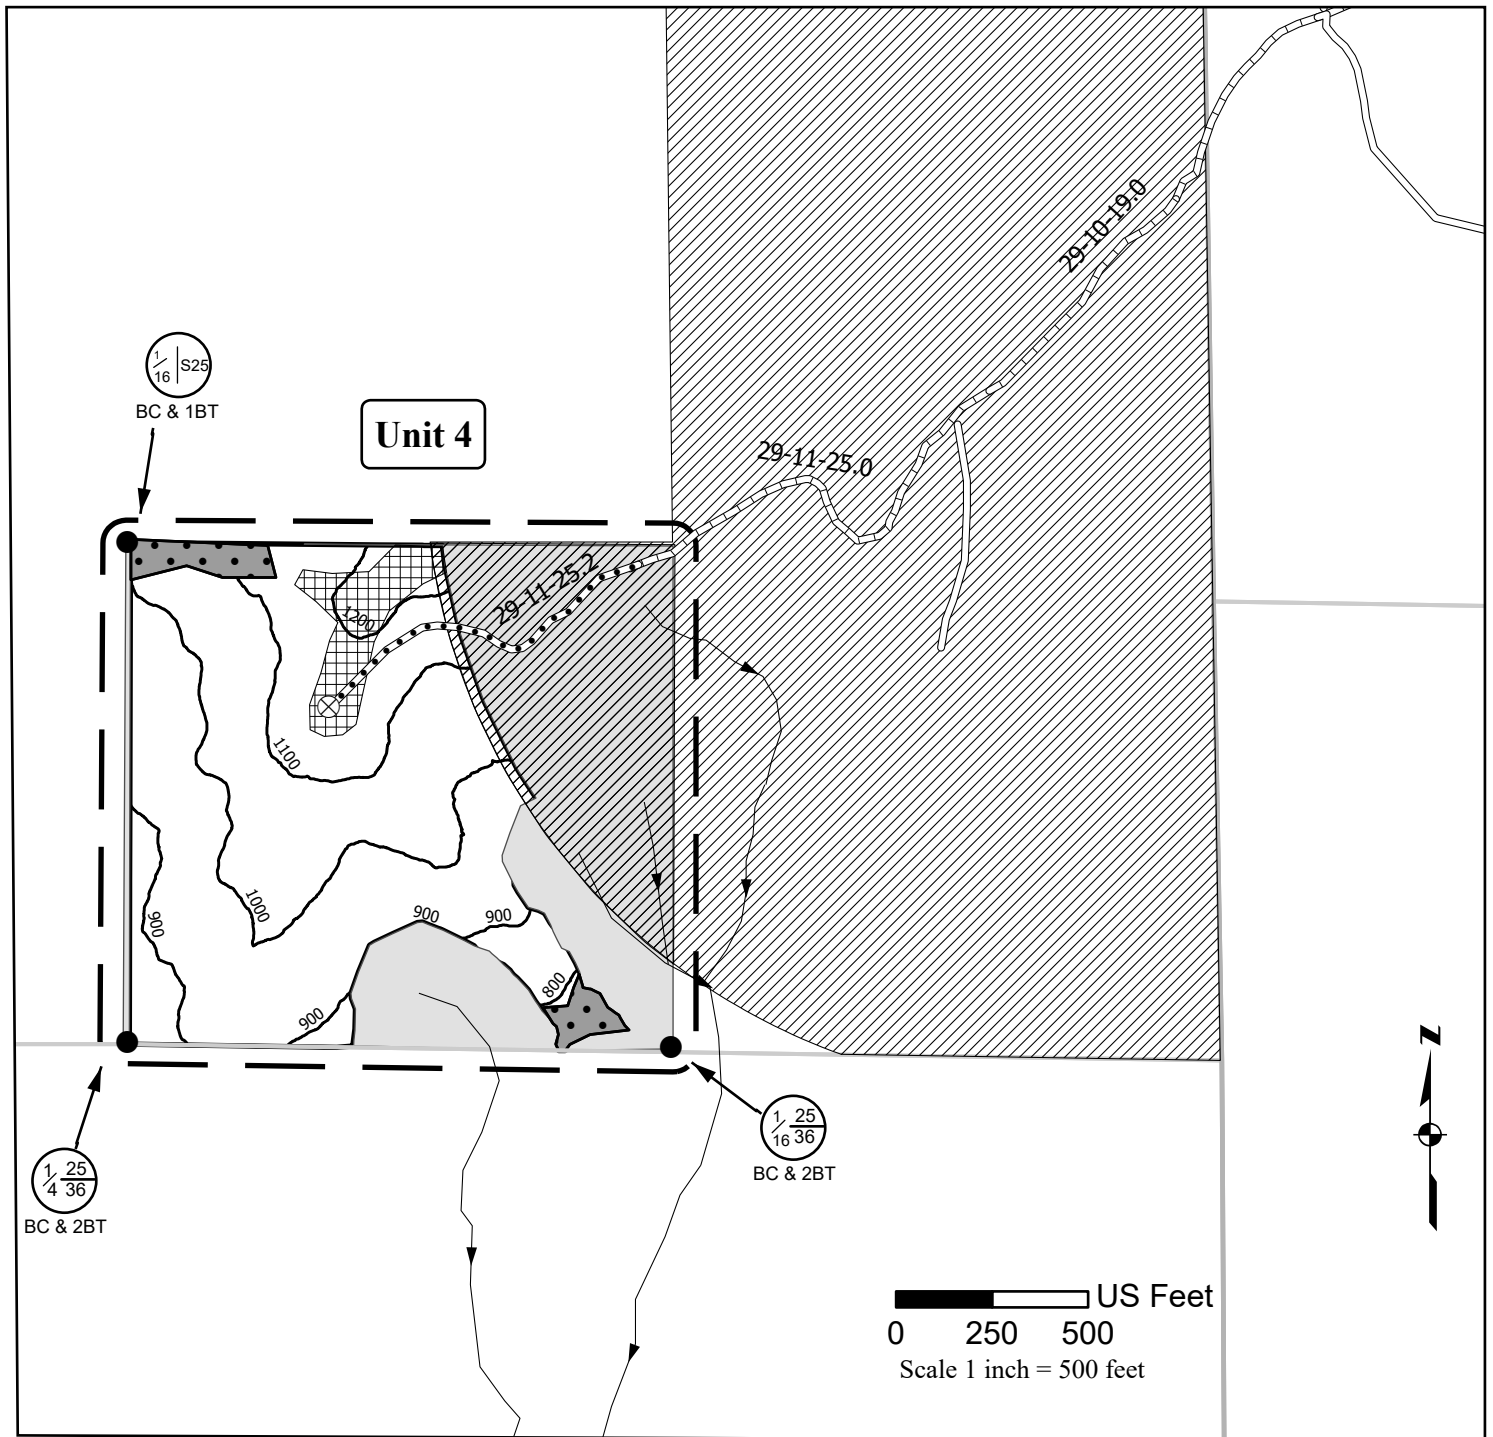 29-10-19.0
1/16 S25
BC & 1BT
Unit 4
29-11-25.0
29-11-25.2
1200
1100
1000
900
900
900
800
900
1/4 25/36
BC & 2BT
1/16 25/36
BC & 2BT
Z
US Feet
0 250 500
Scale 1 inch = 500 feet